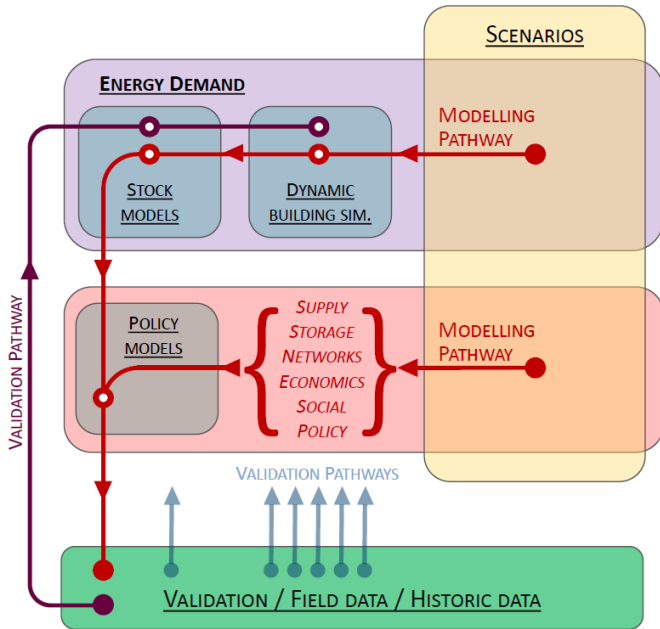 SCENARIOS
ENERGY DEMAND
MODELLING
PATHWAY
STOCK
MODELS
DYNAMIC
BUILDING SIM.
POLICY
MODELS
SUPPLY
STORAGE
NETWORKS
ECONOMICS
SOCIAL
POLICY
MODELLING
PATHWAY
VALIDATION PATHWAY
VALIDATION PATHWAYS
VALIDATION / FIELD DATA / HISTORIC DATA